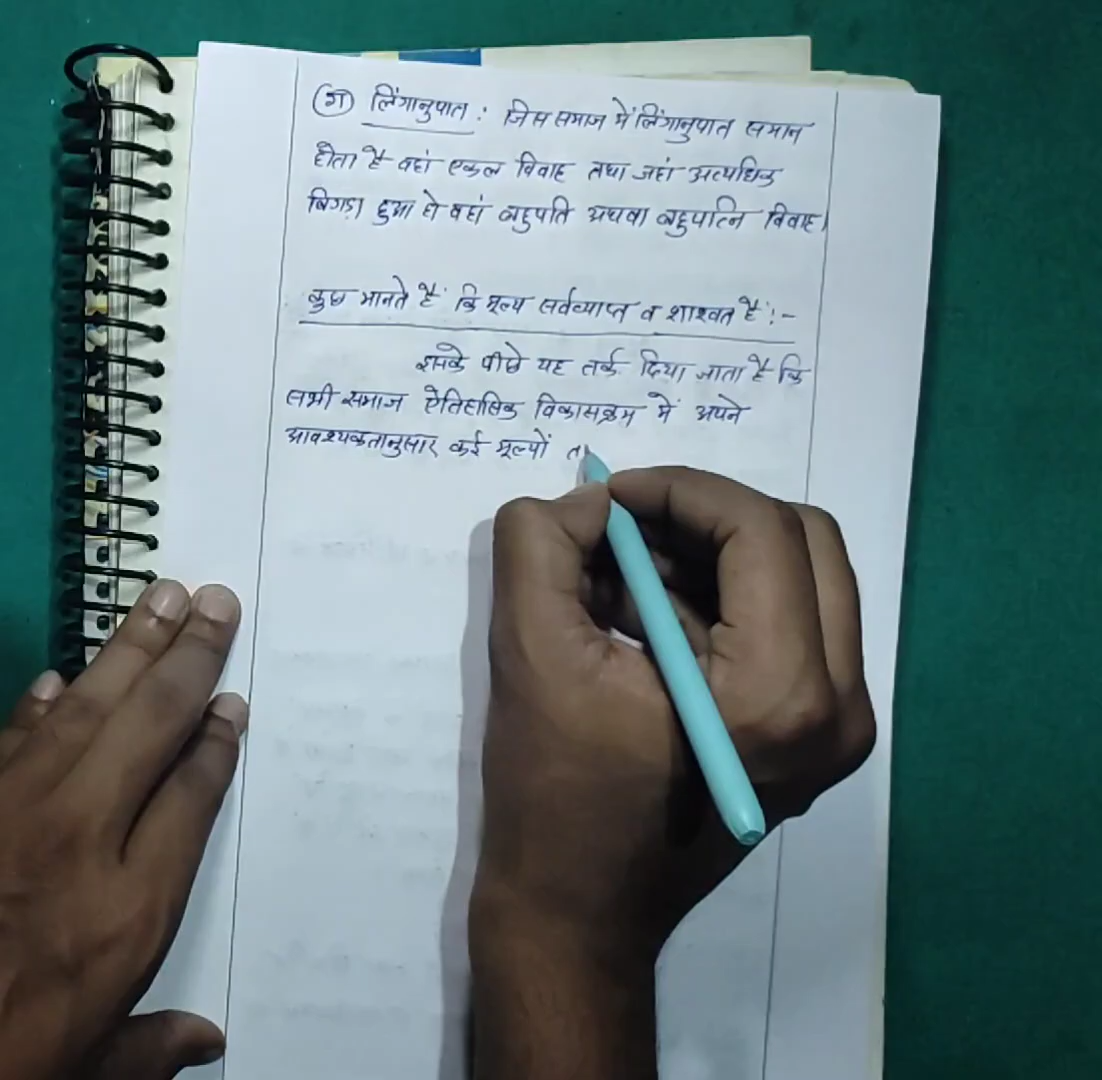 (ग) लिंगानुपात : जिस समाज में लिंगानुपात समान
होता है वहां एकल विवाह तथा जहां अत्यधिक
बिगड़ा हुआ हो वहां बहुपति अथवा बहुपत्नि विवाह।
कुछ मानते हैं कि मूल्य सर्वव्याप्त व शाश्वत हैं :-
इसके पीछे यह तर्क दिया जाता है कि
सभी समाज ऐतिहासिक विकासक्रम में अपने
आवश्यकतानुसार कई मूल्यों